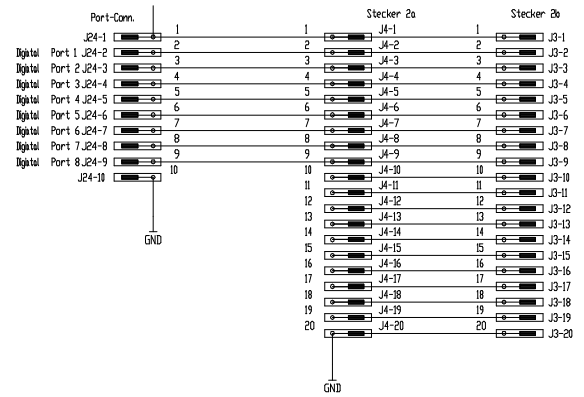 Port-Conn. Stecker 2a Stecker 2b
J24-1 1 1 J4-1 1 J3-1
Digital Port 1 J24-2 2 2 J4-2 2 J3-2
Digital Port 2 J24-3 3 3 J4-3 3 J3-3
Digital Port 3 J24-4 4 4 J4-4 4 J3-4
Digital Port 4 J24-5 5 5 J4-5 5 J3-5
Digital Port 5 J24-6 6 6 J4-6 6 J3-6
Digital Port 6 J24-7 7 7 J4-7 7 J3-7
Digital Port 7 J24-8 8 8 J4-8 8 J3-8
Digital Port 8 J24-9 9 9 J4-9 9 J3-9
J24-10 10 10 J4-10 10 J3-10
11 J4-11 11 J3-11
12 J4-12 12 J3-12
13 J4-13 13 J3-13
GND 14 J4-14 14 J3-14
15 J4-15 15 J3-15
16 J4-16 16 J3-16
17 J4-17 17 J3-17
18 J4-18 18 J3-18
19 J4-19 19 J3-19
20 J4-20 20 J3-20
GND